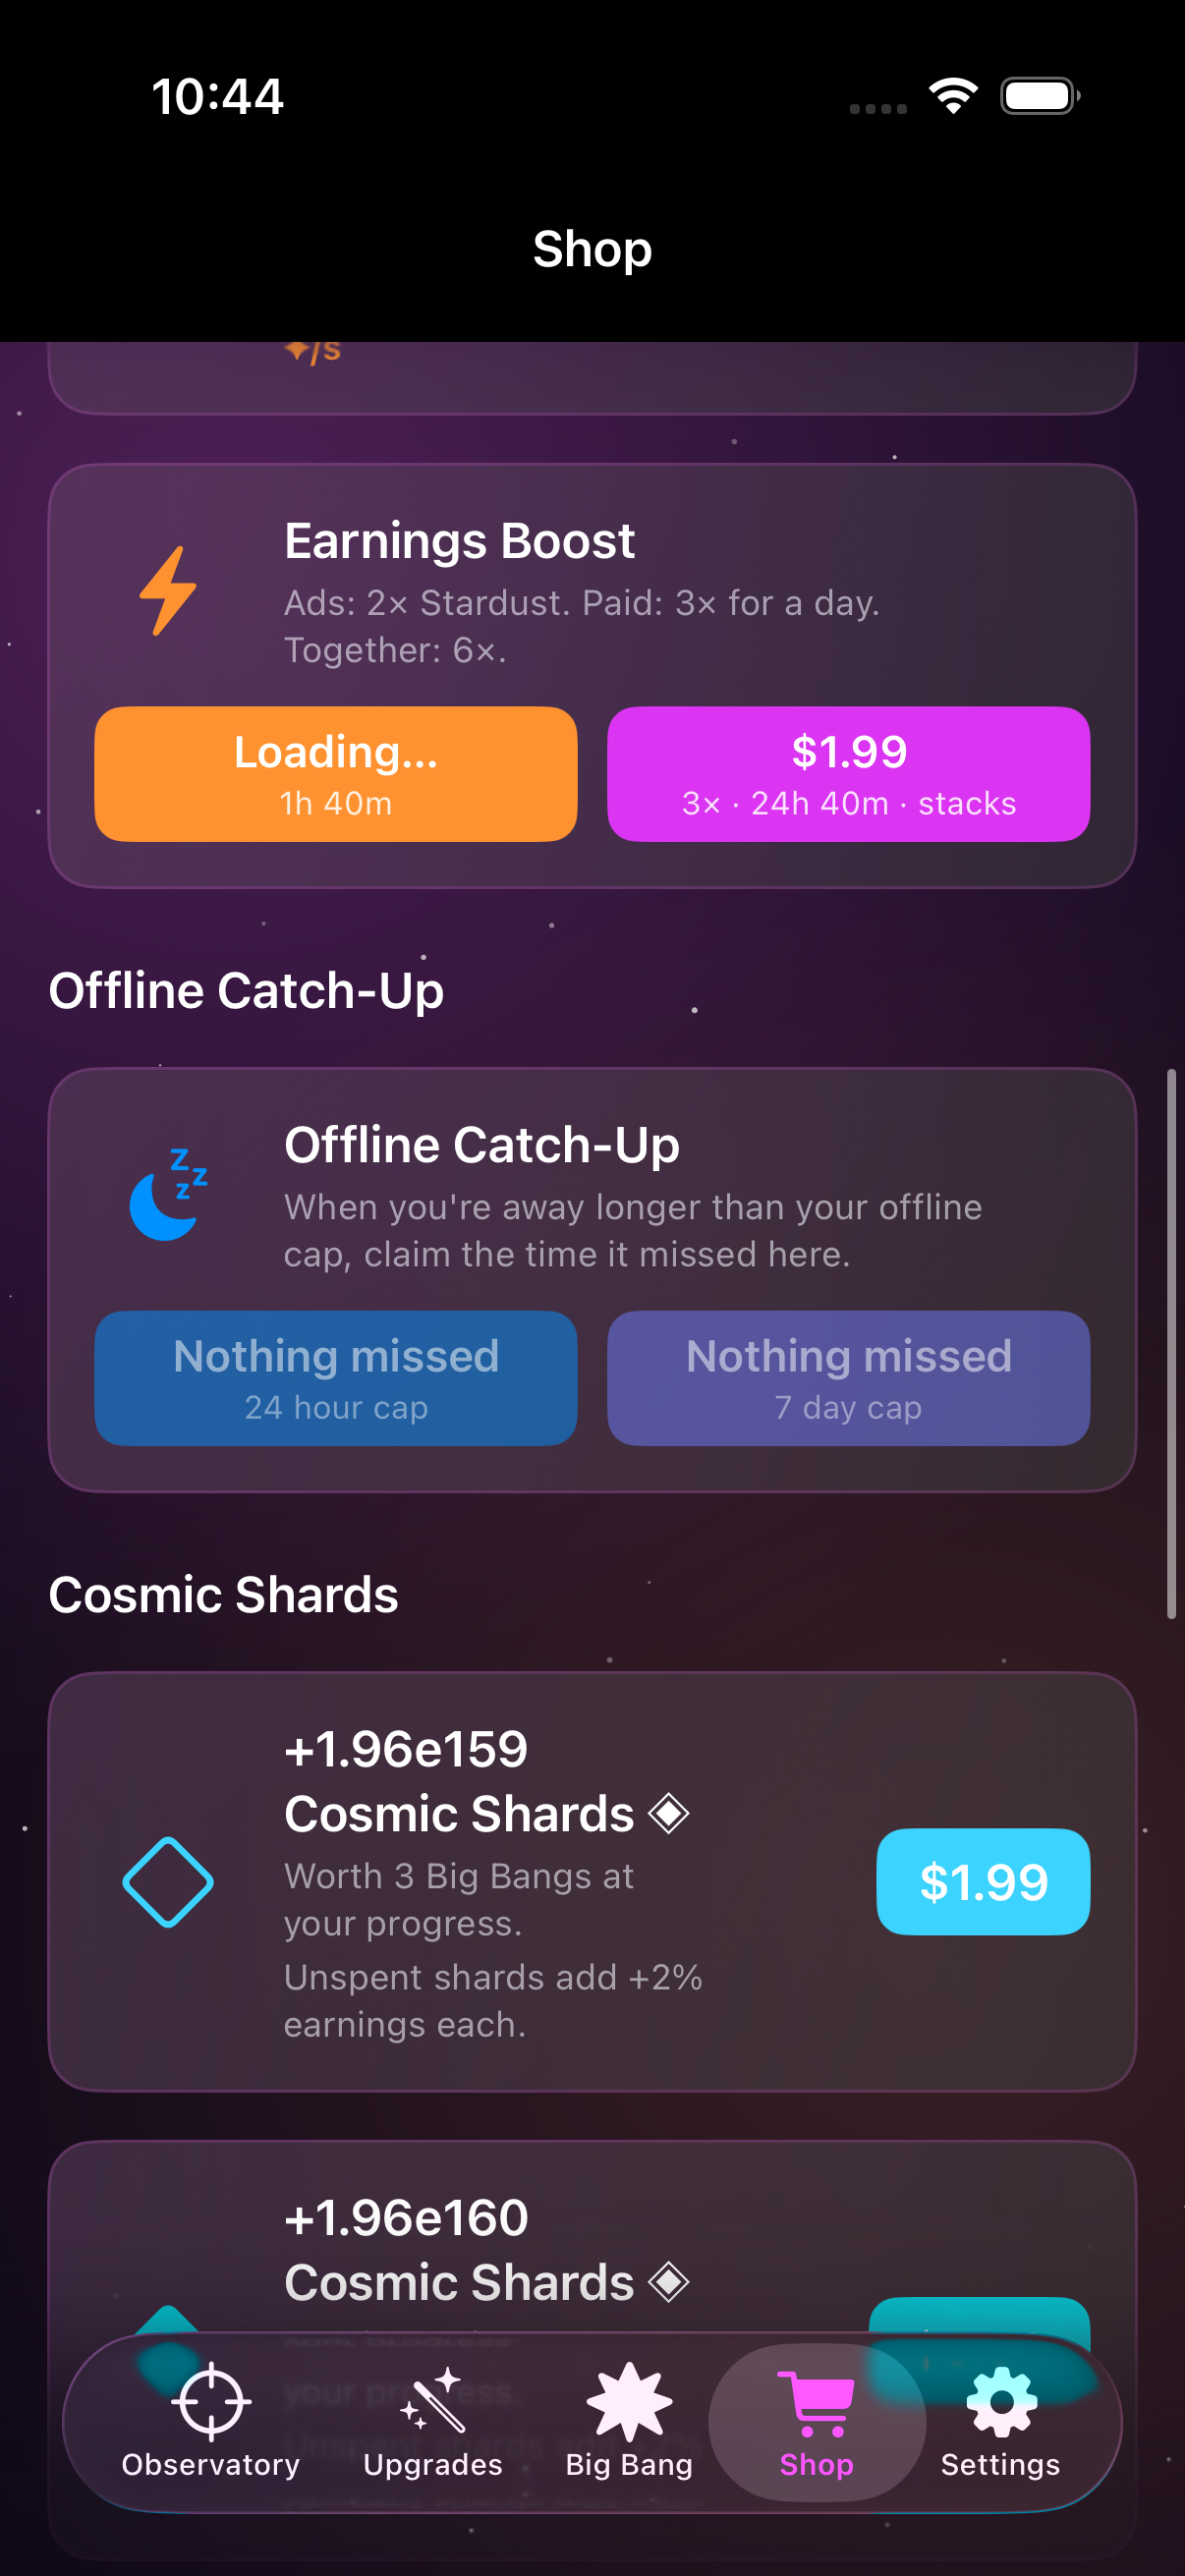 10:44
Shop
✦/s
Earnings Boost
Ads: 2× Stardust. Paid: 3× for a day.
Together: 6×.
Loading...
1h 40m
$1.99
3× · 24h 40m · stacks
Offline Catch-Up
Offline Catch-Up
When you're away longer than your offline
cap, claim the time it missed here.
Nothing missed
24 hour cap
Nothing missed
7 day cap
Cosmic Shards
+1.96e159
Cosmic Shards ◈
Worth 3 Big Bangs at
your progress.
Unspent shards add +2%
earnings each.
$1.99
+1.96e160
Cosmic Shards ◈
your progress.
Observatory
Upgrades
Big Bang
Shop
Settings